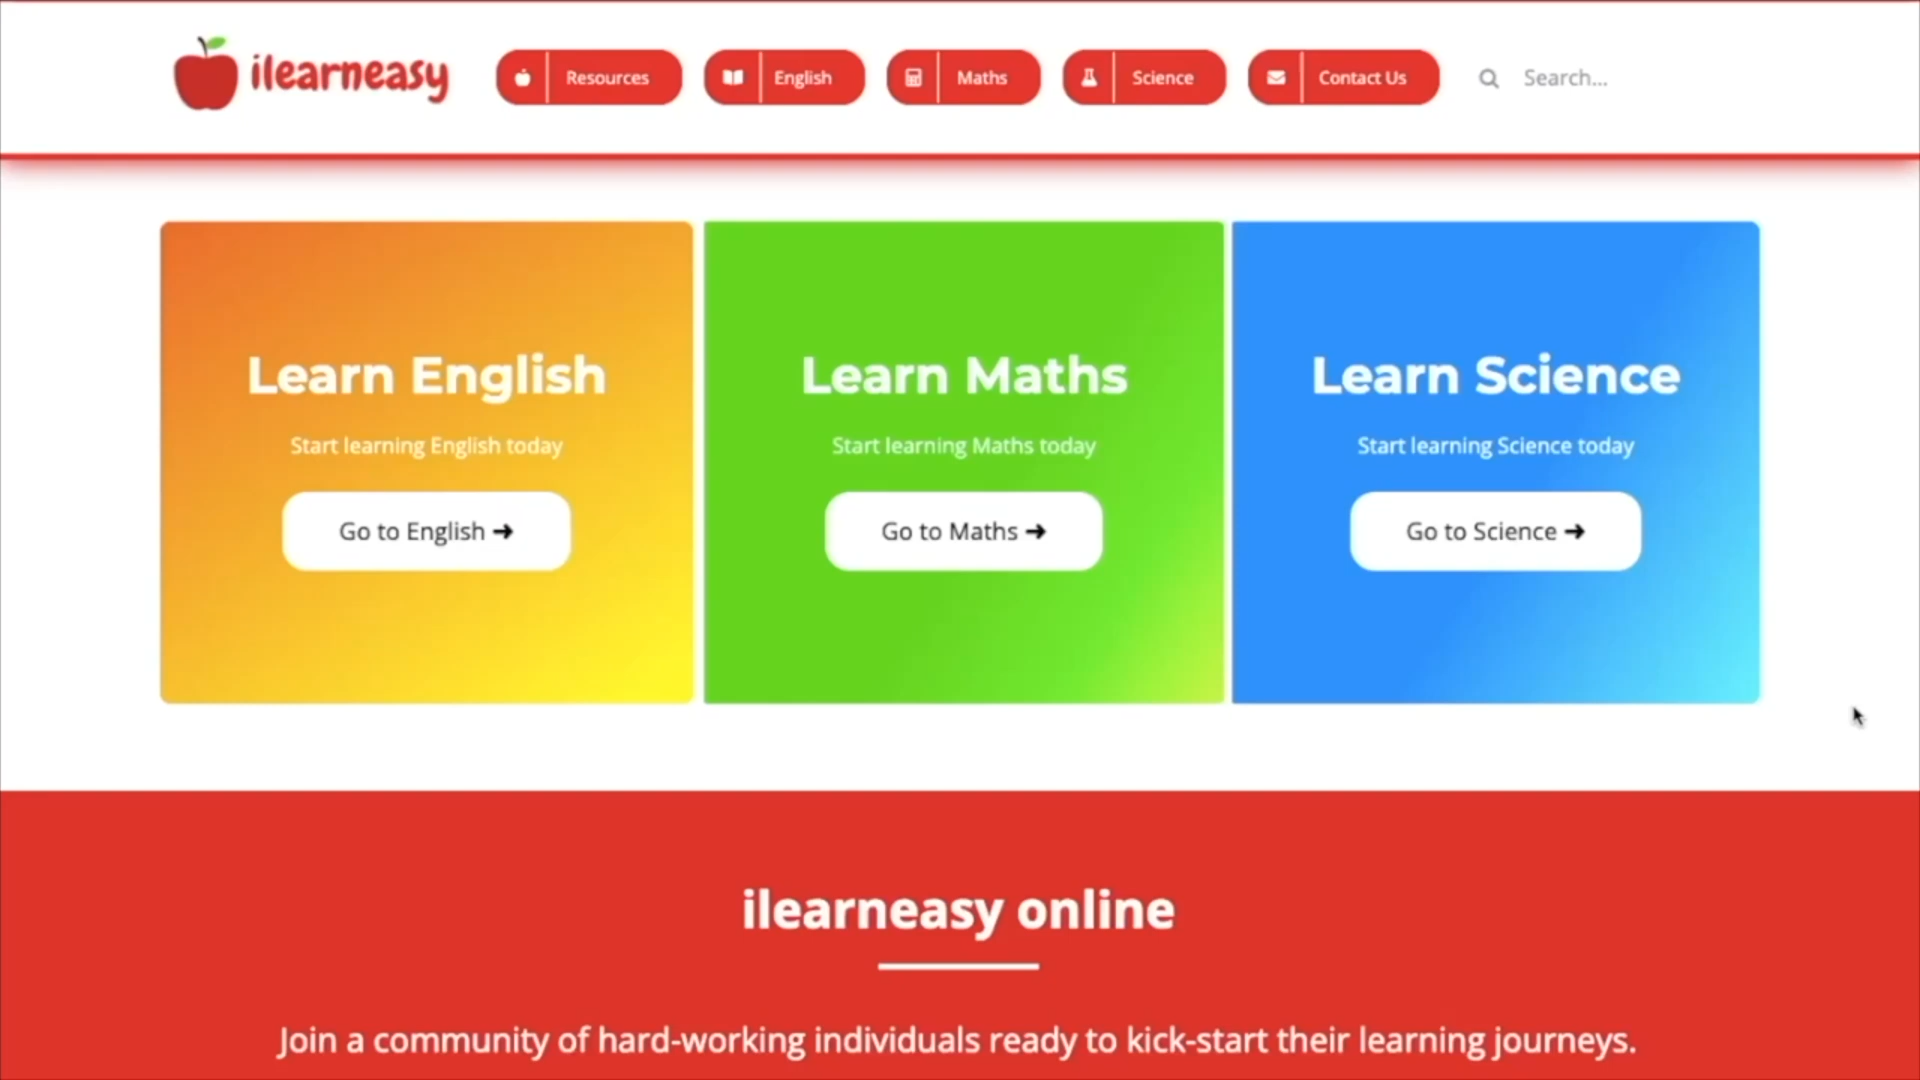 ilearneasy
Resources
English
Maths
Science
Contact Us
Search...
Learn English
Start learning English today
Go to English ➜
Learn Maths
Start learning Maths today
Go to Maths ➜
Learn Science
Start learning Science today
Go to Science ➜
ilearneasy online
Join a community of hard-working individuals ready to kick-start their learning journeys.